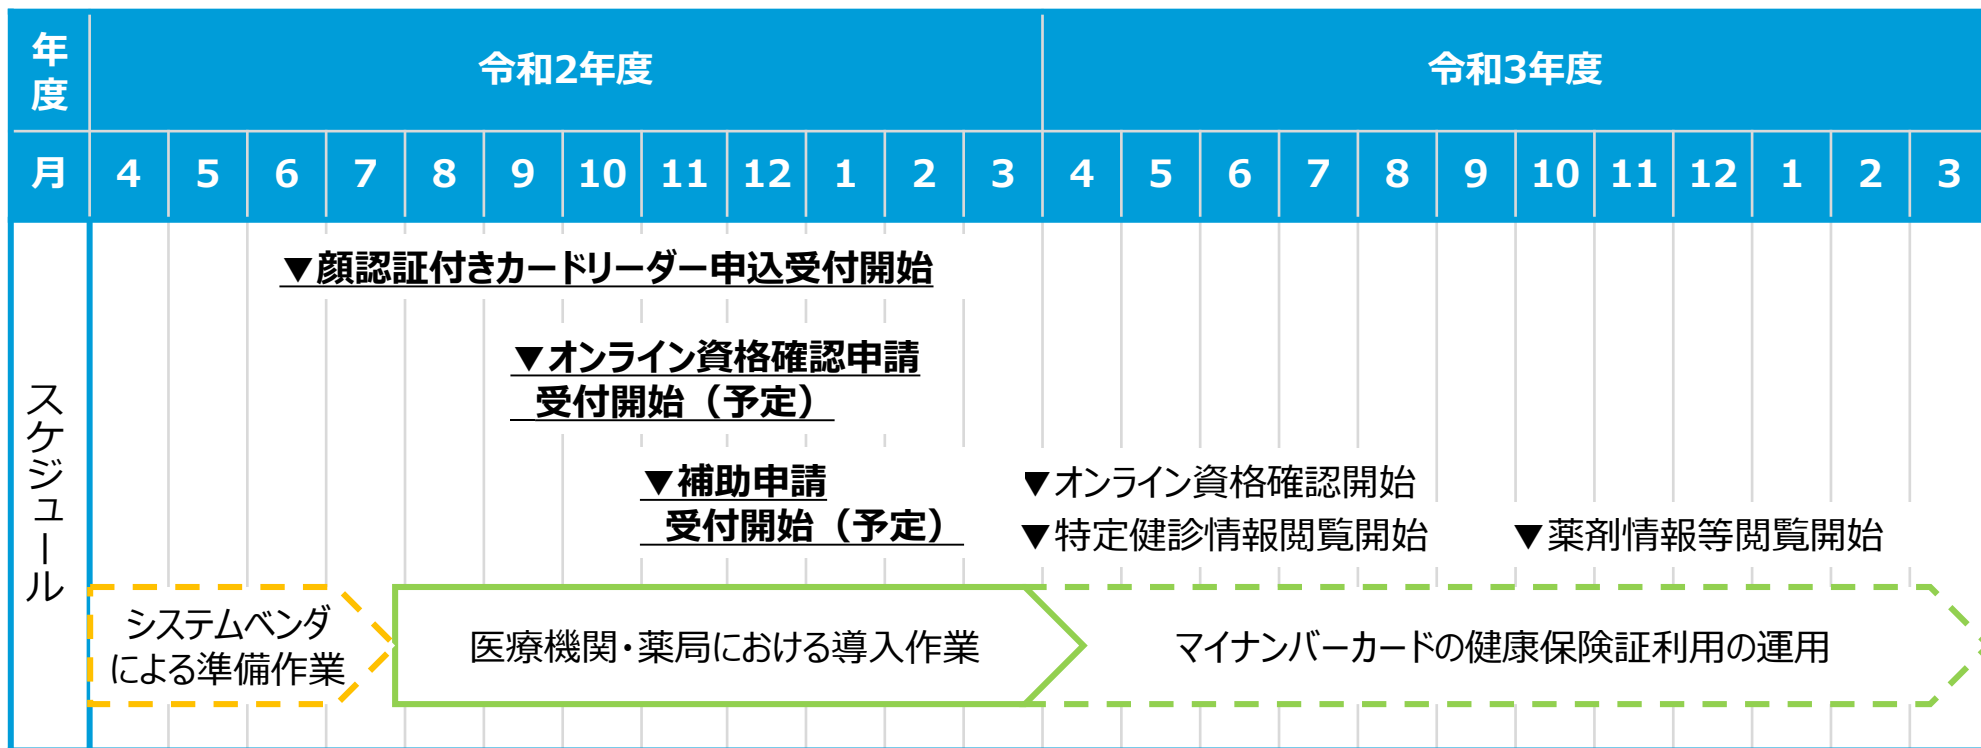 年度
令和2年度
令和3年度
月 4 5 6 7 8 9 10 11 12 1 2 3 4 5 6 7 8 9 10 11 12 1 2 3
スケジュール
▼顔認証付きカードリーダー申込受付開始
▼オンライン資格確認申請
受付開始（予定）
▼補助申請
受付開始（予定）
▼オンライン資格確認開始
▼特定健診情報閲覧開始
▼薬剤情報等閲覧開始
システムベンダ
による準備作業
医療機関・薬局における導入作業
マイナンバーカードの健康保険証利用の運用